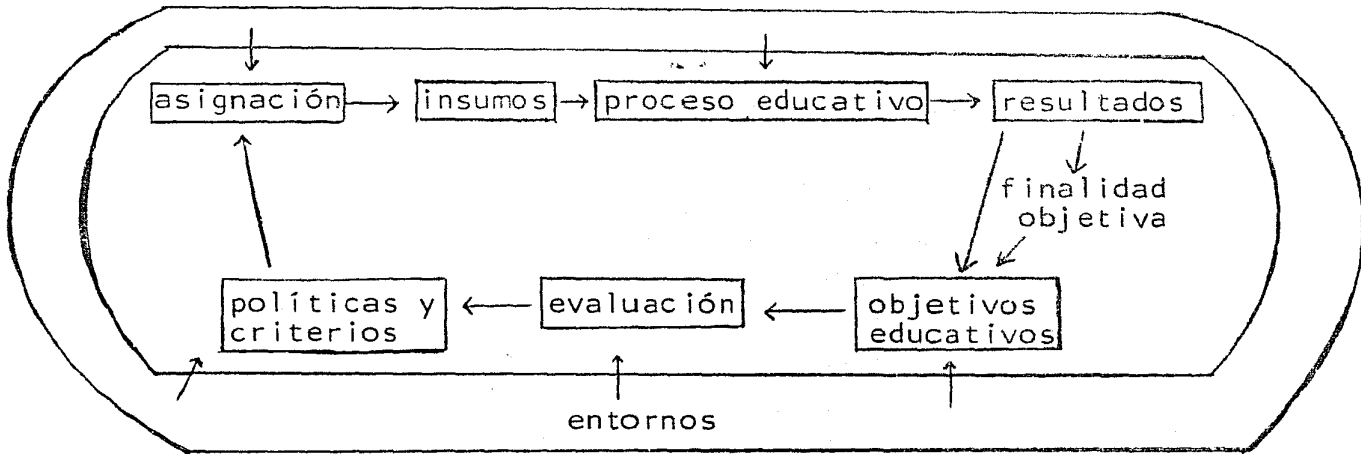 asignación insumos proceso educativo resultados
finalidad
objetiva
políticas y
criterios
evaluación
objetivos
educativos
entornos